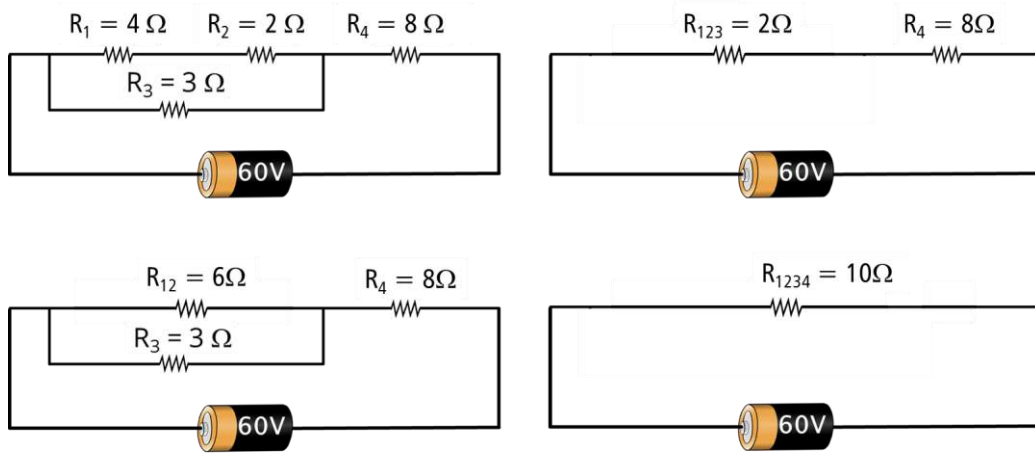 R₁ = 4 Ω R₂ = 2 Ω R₄ = 8 Ω
R₃ = 3 Ω
60V
R₁₂₃ = 2Ω R₄ = 8Ω
60V
R₁₂ = 6Ω R₄ = 8Ω
R₃ = 3 Ω
60V
R₁₂₃₄ = 10Ω
60V